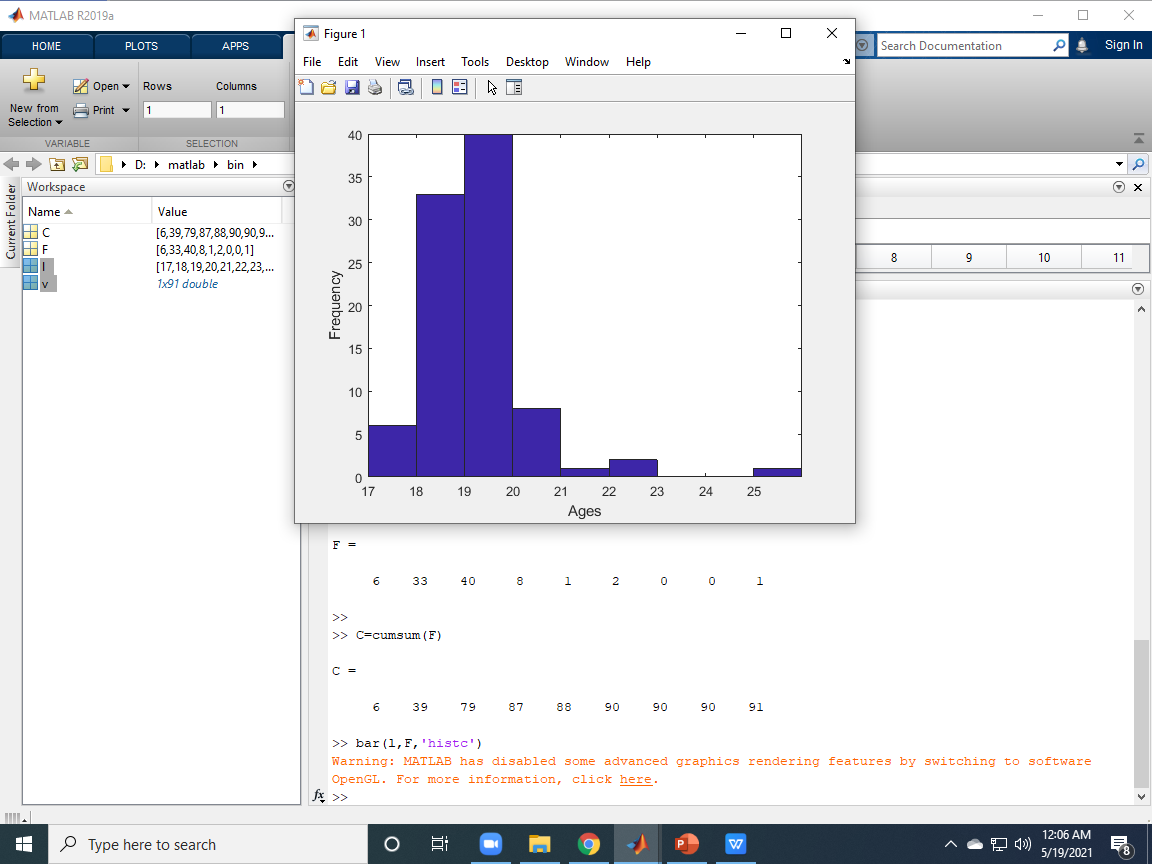 MATLAB R2019a
HOME PLOTS APPS
Search Documentation
Sign In
New from
Selection
Open
Print
Rows Columns
1 1
VARIABLE SELECTION
D: matlab bin
Current Folder
Workspace
Name Value
C [6,39,79,87,88,90,90,9...
F [6,33,40,8,1,2,0,0,1]
l [17,18,19,20,21,22,23,...
v 1x91 double
Figure 1
File Edit View Insert Tools Desktop Window Help
40
35
30
25
20
15
10
5
0
Frequency
17 18 19 20 21 22 23 24 25
Ages
8 9 10 11
F =
6 33 40 8 1 2 0 0 1
>>
>> C=cumsum(F)
C =
6 39 79 87 88 90 90 90 91
>> bar(l,F,'histc')
Warning: MATLAB has disabled some advanced graphics rendering features by switching to software
OpenGL. For more information, click here.
fx >>
Type here to search
12:06 AM
5/19/2021
8